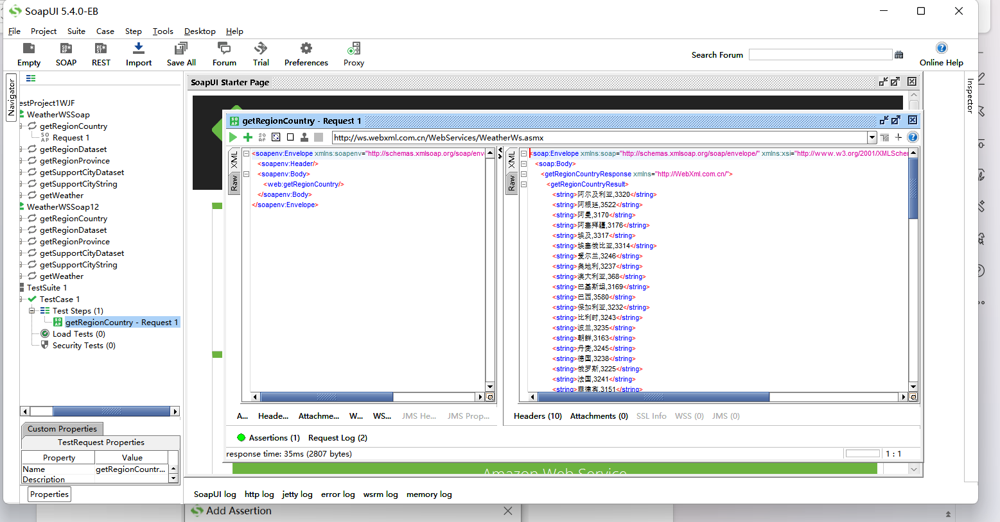 SoapUI 5.4.0-EB
File Project Suite Case Step Tools Desktop Help
Empty SOAP REST Import Save All Forum Trial Preferences Proxy
Search Forum
Online Help
Navigator
Inspector
estProject1WJF
WeatherWSSoap
getRegionCountry
SO AP Request 1
getRegionDataset
getRegionProvince
getSupportCityDataset
getSupportCityString
getWeather
WeatherWSSoap12
getRegionCountry
getRegionDataset
getRegionProvince
getSupportCityDataset
getSupportCityString
getWeather
TestSuite 1
TestCase 1
Test Steps (1)
getRegionCountry - Request 1
Load Tests (0)
Security Tests (0)
Custom Properties
TestRequest Properties
Property Value
Name getRegionCountr...
Description
Properties
SoapUI Starter Page
getRegionCountry - Request 1
http://ws.webxml.com.cn/WebServices/WeatherWs.asmx
XML
Raw
<soapenv:Envelope xmlns:soapenv="http://schemas.xmlsoap.org/soap/env
<soapenv:Header/>
<soapenv:Body>
<web:getRegionCountry/>
</soapenv:Body>
</soapenv:Envelope>
XML
Raw
<soap:Envelope xmlns:soap="http://schemas.xmlsoap.org/soap/envelope/" xmlns:xsi="http://www.w3.org/2001/XMLSchem
<soap:Body>
<getRegionCountryResponse xmlns="http://WebXml.com.cn/">
<getRegionCountryResult>
<string>阿尔及利亚,3320</string>
<string>阿根廷,3522</string>
<string>阿曼,3170</string>
<string>阿塞拜疆,3176</string>
<string>埃及,3317</string>
<string>埃塞俄比亚,3314</string>
<string>爱尔兰,3246</string>
<string>奥地利,3237</string>
<string>澳大利亚,368</string>
<string>巴基斯坦,3169</string>
<string>巴西,3580</string>
<string>保加利亚,3232</string>
<string>比利时,3243</string>
<string>波兰,3235</string>
<string>朝鲜,3163</string>
<string>丹麦,3245</string>
<string>德国,3238</string>
<string>俄罗斯,3225</string>
<string>法国,3241</string>
<string>菲律宾,3151</string>
A... Heade... Attachme... W... WS... JMS He... JMS Prop...
Headers (10) Attachments (0) SSL Info WSS (0) JMS (0)
Assertions (1) Request Log (2)
response time: 35ms (2807 bytes)
1 : 1
Amazon Web Service
SoapUI log http log jetty log error log wsrm log memory log
Add Assertion